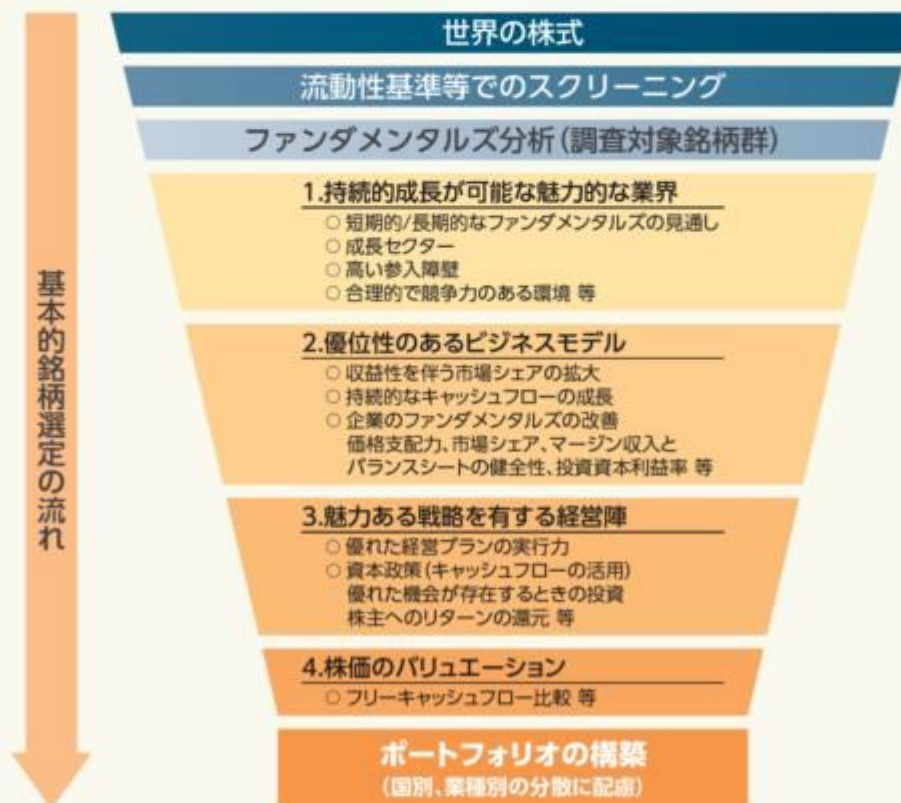 世界の株式
流動性基準等でのスクリーニング
ファンダメンタルズ分析(調査対象銘柄群)
基本的銘柄選定の流れ
1.持続的成長が可能な魅力的な業界
○ 短期的/長期的なファンダメンタルズの見通し
○ 成長セクター
○ 高い参入障壁
○ 合理的で競争力のある環境 等
2.優位性のあるビジネスモデル
○ 収益性を伴う市場シェアの拡大
○ 持続的なキャッシュフローの成長
○ 企業のファンダメンタルズの改善
価格支配力、市場シェア、マージン収入と
バランスシートの健全性、投資資本利益率 等
3.魅力ある戦略を有する経営陣
○ 優れた経営プランの実行力
○ 資本政策(キャッシュフローの活用)
優れた機会が存在するときの投資
株主へのリターンの還元 等
4.株価のバリュエーション
○ フリーキャッシュフロー比較 等
ポートフォリオの構築
(国別、業種別の分散に配慮)